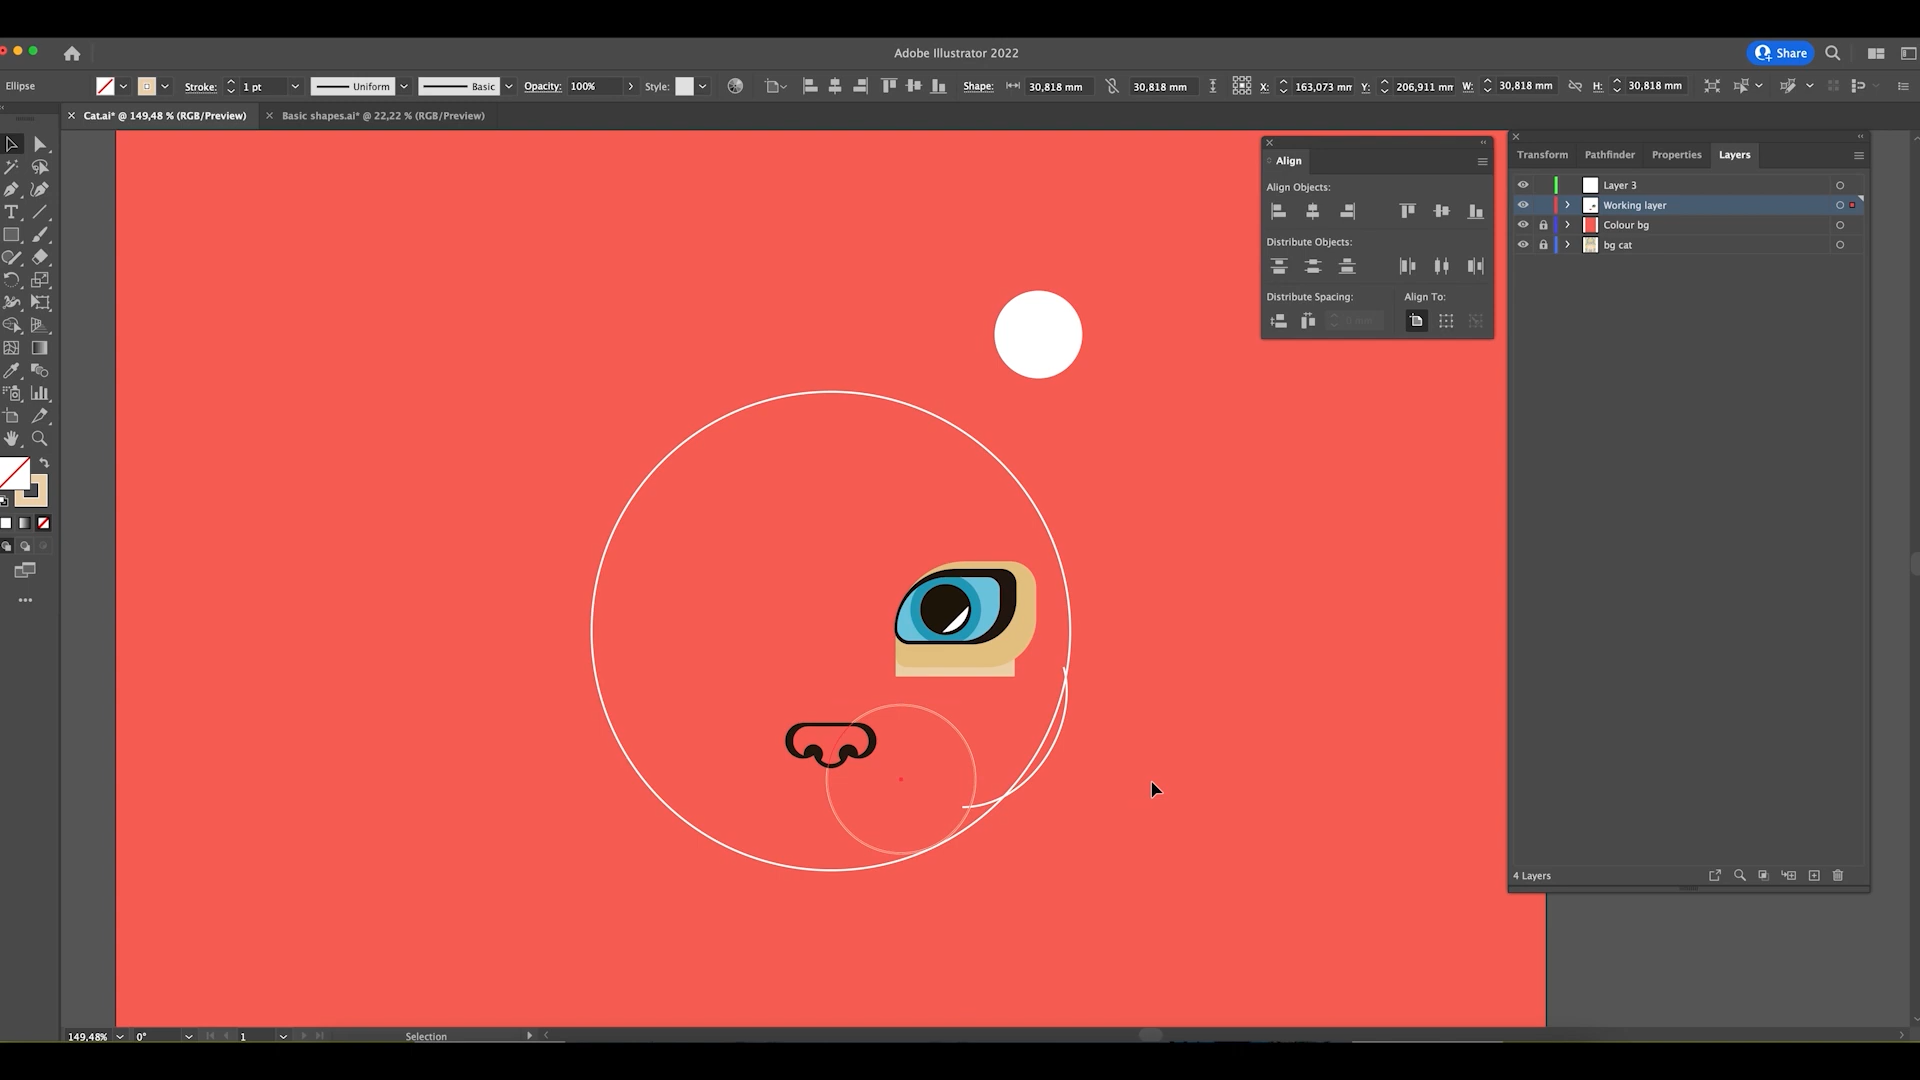 Adobe Illustrator 2022
Share
Ellipse
Stroke: 1 pt Uniform Basic Opacity: 100% Style: Shape: 30,818 mm 30,818 mm X: 163,073 mm Y: 206,911 mm W: 30,818 mm H: 30,818 mm
Cat.ai* @ 149,48 % (RGB/Preview)
Basic shapes.ai* @ 22,22 % (RGB/Preview)
Align
Align Objects:
Distribute Objects:
Distribute Spacing: Align To:
0 mm
Transform Pathfinder Properties Layers
Layer 3
Working layer
Colour bg
bg cat
4 Layers
149,48% 0° 1 Selection